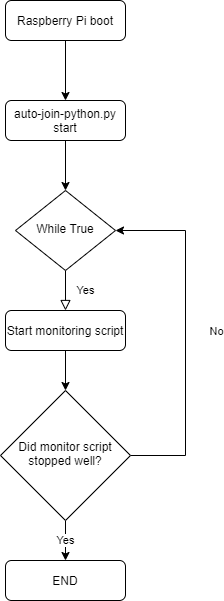 Raspberry Pi boot
auto-join-python.py
start
While True
Yes
Start monitoring script
No
Did monitor script
stopped well?
Yes
END